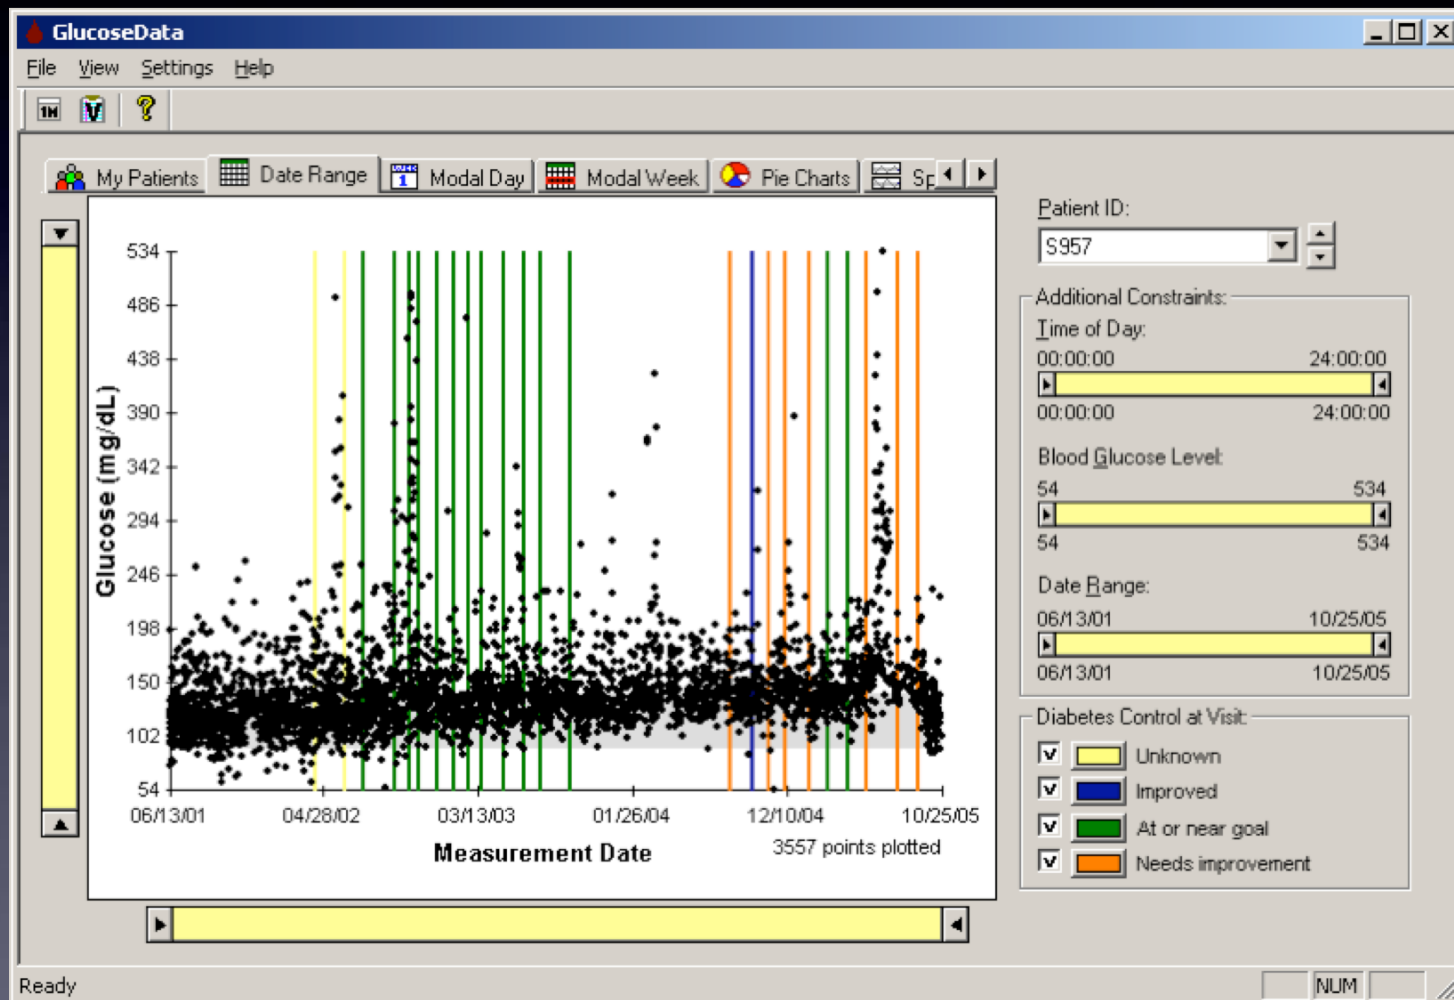 GlucoseData
File View Settings Help
My Patients Date Range Modal Day Modal Week Pie Charts Sp
534
486
438
390
342
294
246
198
150
102
54
Glucose (mg/dL)
06/13/01 04/28/02 03/13/03 01/26/04 12/10/04 10/25/05
Measurement Date
3557 points plotted
Patient ID:
S957
Additional Constraints:
Time of Day:
00:00:00 24:00:00
00:00:00 24:00:00
Blood Glucose Level:
54 534
54 534
Date Range:
06/13/01 10/25/05
06/13/01 10/25/05
Diabetes Control at Visit:
Unknown
Improved
At or near goal
Needs improvement
Ready NUM